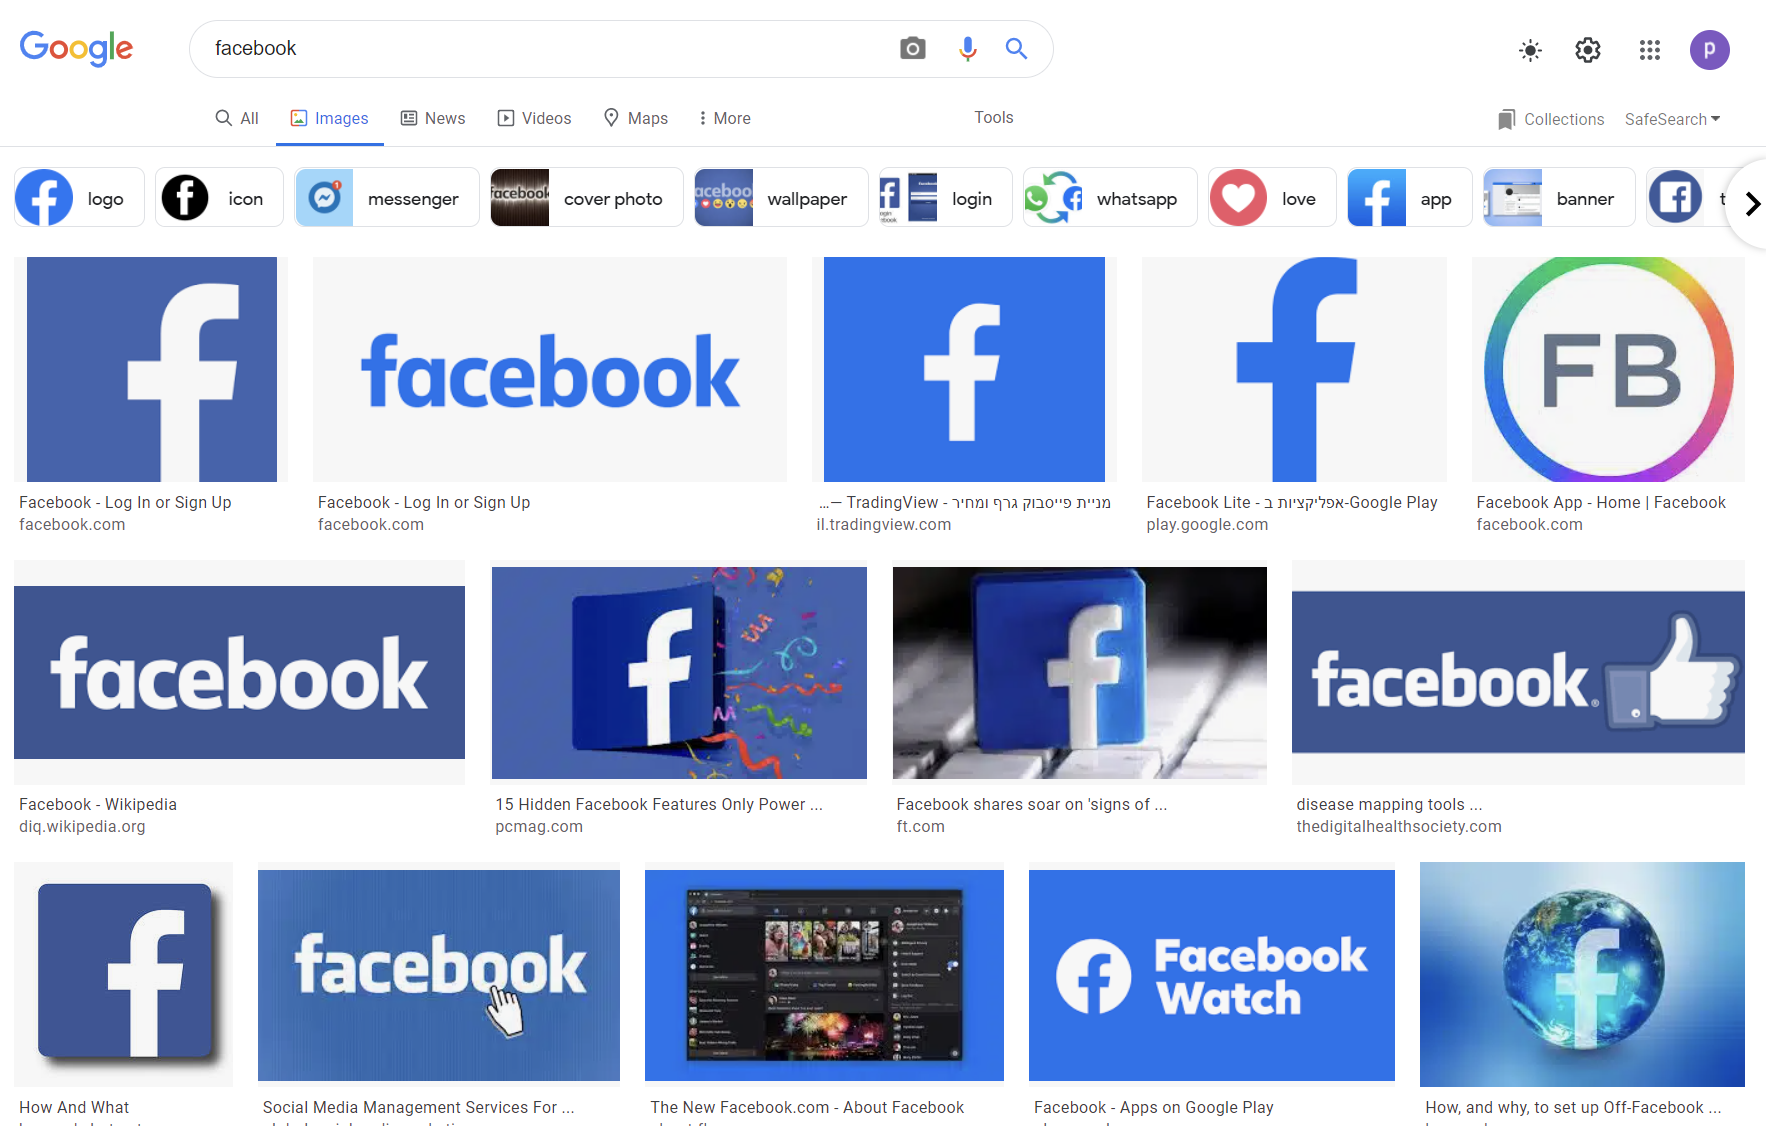 Google
facebook
p
All
Images
News
Videos
Maps
More
Tools
Collections
SafeSearch
logo
icon
messenger
cover photo
wallpaper
login
whatsapp
love
app
banner
facebook
FB
Facebook - Log In or Sign Up
facebook.com
Facebook - Log In or Sign Up
facebook.com
מניית פייסבוק גרף ומחיר - TradingView —...
il.tradingview.com
Facebook Lite - אפליקציות ב-Google Play
play.google.com
Facebook App - Home | Facebook
facebook.com
facebook
facebook®
Facebook - Wikipedia
diq.wikipedia.org
15 Hidden Facebook Features Only Power ...
pcmag.com
Facebook shares soar on 'signs of ...
ft.com
disease mapping tools ...
thedigitalhealthsociety.com
facebook
Facebook
Watch
How And What
Social Media Management Services For ...
The New Facebook.com - About Facebook
Facebook - Apps on Google Play
How, and why, to set up Off-Facebook ...